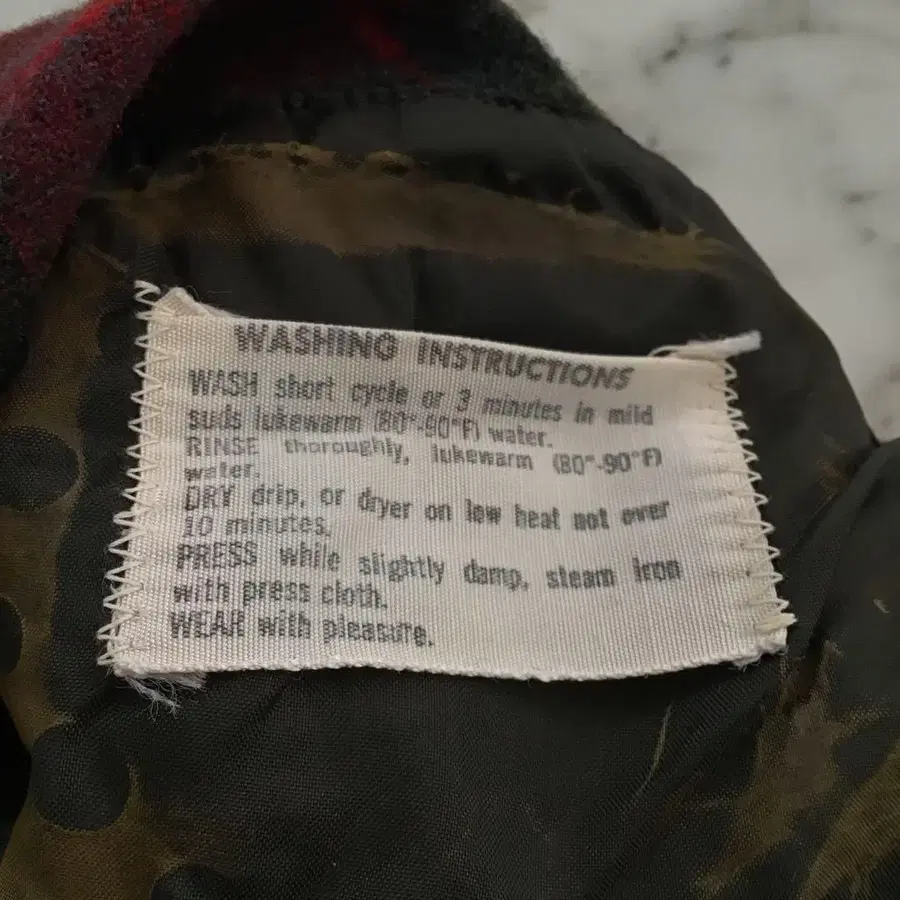 WASHING INSTRUCTIONS
WASH short cycle or 3 minutes in mild
suds lukewarm (80°-90°F) water.
RINSE thoroughly, lukewarm (80°-90°F)
water.
DRY drip, or dryer on low heat not over
10 minutes.
PRESS while slightly damp, steam iron
with press cloth.
WEAR with pleasure.